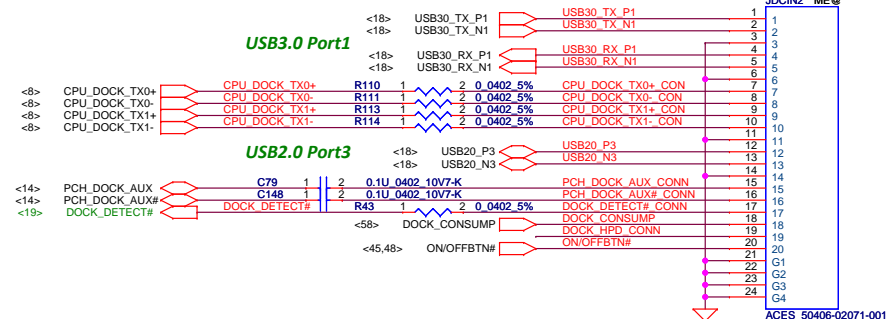 JDCIN2 ME@
<18> USB30_TX_P1 USB30_TX_P1 1 1
<18> USB30_TX_N1 USB30_TX_N1 2 2
USB3.0 Port1
3 3
<18> USB30_RX_P1 USB30_RX_P1 4 4
<18> USB30_RX_N1 USB30_RX_N1 5 5
6 6
<8> CPU_DOCK_TX0+ CPU_DOCK_TX0+ R110 1 2 0_0402_5% CPU_DOCK_TX0+_CON 7 7
<8> CPU_DOCK_TX0- CPU_DOCK_TX0- R111 1 2 0_0402_5% CPU_DOCK_TX0-_CON 8 8
<8> CPU_DOCK_TX1+ CPU_DOCK_TX1+ R113 1 2 0_0402_5% CPU_DOCK_TX1+_CON 9 9
<8> CPU_DOCK_TX1- CPU_DOCK_TX1- R114 1 2 0_0402_5% CPU_DOCK_TX1-_CON 10 10
11 11
USB2.0 Port3
<18> USB20_P3 USB20_P3 12 12
<18> USB20_N3 USB20_N3 13 13
14 14
<14> PCH_DOCK_AUX C79 1 2 0.1U_0402_10V7-K PCH_DOCK_AUX_CONN 15 15
<14> PCH_DOCK_AUX# C148 1 2 0.1U_0402_10V7-K PCH_DOCK_AUX#_CONN 16 16
<19> DOCK_DETECT# DOCK_DETECT# R43 1 2 0_0402_5% DOCK_DETECT#_CONN 17 17
<58> DOCK_CONSUMP DOCK_CONSUMP 18 18
DOCK_HPD_CONN 19 19
<45,48> ON/OFFBTN# ON/OFFBTN# 20 20
21 G1
22 G2
23 G3
24 G4
ACES_50406-02071-001